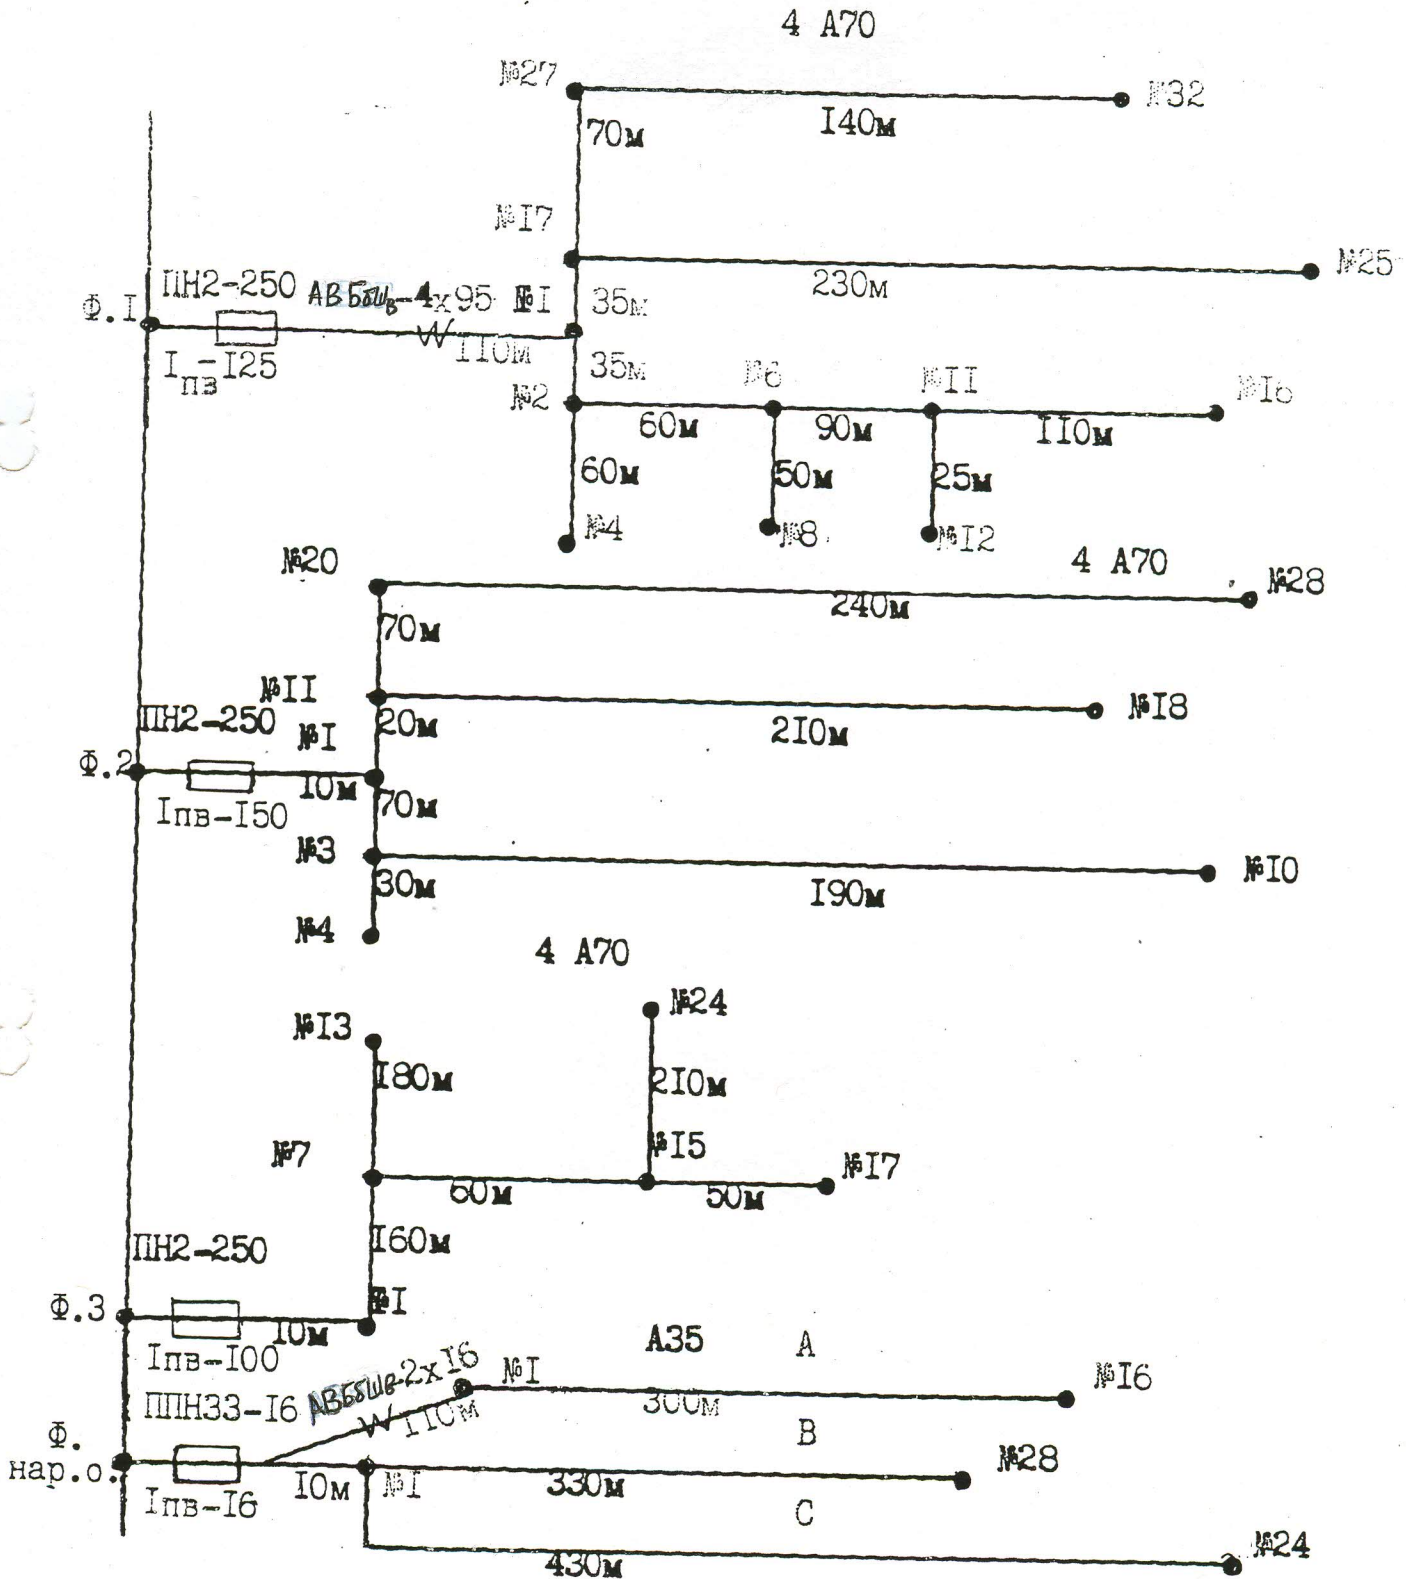 4 А70
№27
№32
I40м
70м
№I7
№25
230м
ПН2-250
АВБбШв-4х95
№I
35м
Ф.I
Iпв-I25
II0м
35м
№2
№6
№II
№I6
60м
90м
II0м
60м
50м
25м
№4
№8
№I2
4 А70
№20
№28
240м
70м
№II
№I8
ПН2-250
№I
20м
2I0м
Ф.2
I0м
70м
Iпв-I50
№3
№I0
30м
I90м
№4
4 А70
№24
№I3
I80м
2I0м
№7
№I5
№I7
60м
50м
I60м
ПН2-250
№I
Ф.3
I0м
Iпв-I00
А35
А
АВБбШв-2х16
№I
№I6
ППН33-I6
300м
II0м
В
Ф.
нар.о.
№28
I0м
№I
330м
Iпв-I6
С
№24
430м